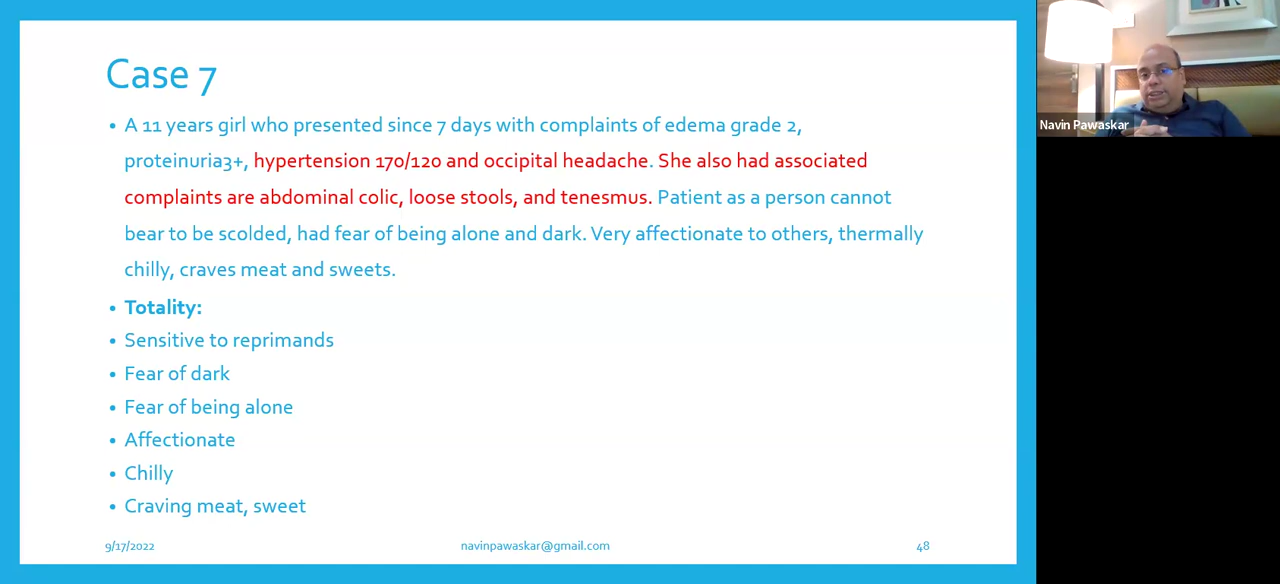 Case 7
• A 11 years girl who presented since 7 days with complaints of edema grade 2,
proteinuria3+, hypertension 170/120 and occipital headache. She also had associated
complaints are abdominal colic, loose stools, and tenesmus. Patient as a person cannot
bear to be scolded, had fear of being alone and dark. Very affectionate to others, thermally
chilly, craves meat and sweets.
• Totality:
• Sensitive to reprimands
• Fear of dark
• Fear of being alone
• Affectionate
• Chilly
• Craving meat, sweet
9/17/2022
navinpawaskar@gmail.com
48
Navin Pawaskar